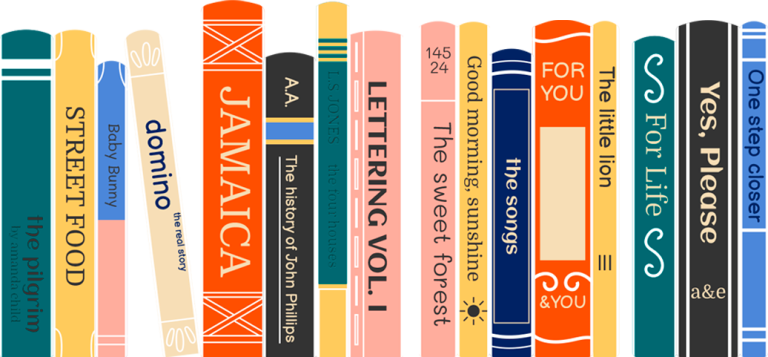 the pilgrim
by amanda child
STREET FOOD
Baby Bunny
domino
the real story
JAMAICA
A.A.
The history of John Phillips
L.S JONES
the four houses
LETTERING VOL. I
145
24
The sweet forest
Good morning, sunshine
the songs
FOR
YOU
&YOU
The little lion
III
For Life
Yes, Please
a&e
One step closer